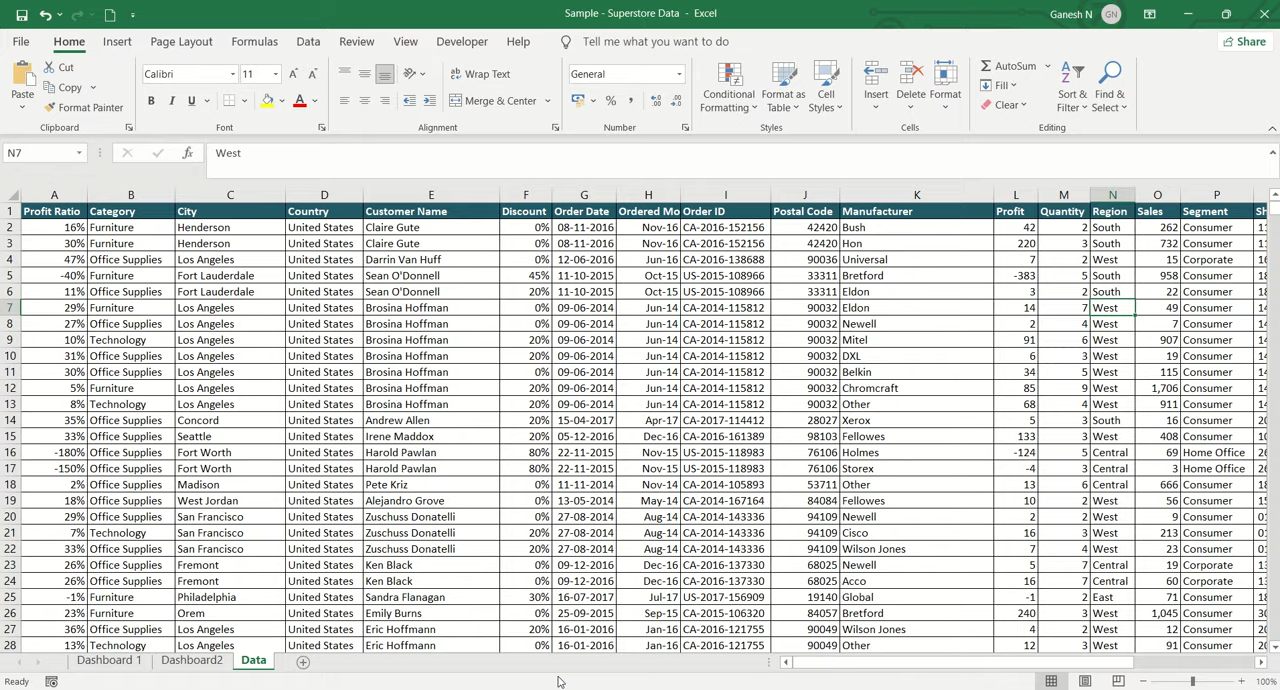 Sample - Superstore Data - Excel
Ganesh N GN
File Home Insert Page Layout Formulas Data Review View Developer Help Tell me what you want to do Share
Paste Cut Copy Format Painter Clipboard
Calibri 11 B I U A Font
Wrap Text Merge & Center Alignment
General % , Number
Conditional Formatting Format as Table Cell Styles Styles
Insert Delete Format Cells
AutoSum Fill Clear Sort & Filter Find & Select Editing
N7 fx West
A B C D E F G H I J K L M N O P
1 Profit Ratio Category City Country Customer Name Discount Order Date Ordered Mo Order ID Postal Code Manufacturer Profit Quantity Region Sales Segment Sh
2 16% Furniture Henderson United States Claire Gute 0% 08-11-2016 Nov-16 CA-2016-152156 42420 Bush 42 2 South 262 Consumer 11
3 30% Furniture Henderson United States Claire Gute 0% 08-11-2016 Nov-16 CA-2016-152156 42420 Hon 220 3 South 732 Consumer 11
4 47% Office Supplies Los Angeles United States Darrin Van Huff 0% 12-06-2016 Jun-16 CA-2016-138688 90036 Universal 7 2 West 15 Corporate 16
5 -40% Furniture Fort Lauderdale United States Sean O'Donnell 45% 11-10-2015 Oct-15 US-2015-108966 33311 Bretford -383 5 South 958 Consumer 18
6 11% Office Supplies Fort Lauderdale United States Sean O'Donnell 20% 11-10-2015 Oct-15 US-2015-108966 33311 Eldon 3 2 South 22 Consumer 18
7 29% Furniture Los Angeles United States Brosina Hoffman 0% 09-06-2014 Jun-14 CA-2014-115812 90032 Eldon 14 7 West 49 Consumer 14
8 27% Office Supplies Los Angeles United States Brosina Hoffman 0% 09-06-2014 Jun-14 CA-2014-115812 90032 Newell 2 4 West 7 Consumer 14
9 10% Technology Los Angeles United States Brosina Hoffman 20% 09-06-2014 Jun-14 CA-2014-115812 90032 Mitel 91 6 West 907 Consumer 14
10 31% Office Supplies Los Angeles United States Brosina Hoffman 20% 09-06-2014 Jun-14 CA-2014-115812 90032 DXL 6 3 West 19 Consumer 14
11 30% Office Supplies Los Angeles United States Brosina Hoffman 0% 09-06-2014 Jun-14 CA-2014-115812 90032 Belkin 34 5 West 115 Consumer 14
12 5% Furniture Los Angeles United States Brosina Hoffman 20% 09-06-2014 Jun-14 CA-2014-115812 90032 Chromcraft 85 9 West 1,706 Consumer 14
13 8% Technology Los Angeles United States Brosina Hoffman 20% 09-06-2014 Jun-14 CA-2014-115812 90032 Other 68 4 West 911 Consumer 14
14 35% Office Supplies Concord United States Andrew Allen 20% 15-04-2017 Apr-17 CA-2017-114412 28027 Xerox 5 3 South 16 Consumer 20
15 33% Office Supplies Seattle United States Irene Maddox 20% 05-12-2016 Dec-16 CA-2016-161389 98103 Fellowes 133 3 West 408 Consumer 10
16 -180% Office Supplies Fort Worth United States Harold Pawlan 80% 22-11-2015 Nov-15 US-2015-118983 76106 Holmes -124 5 Central 69 Home Office 26
17 -150% Office Supplies Fort Worth United States Harold Pawlan 80% 22-11-2015 Nov-15 US-2015-118983 76106 Storex -4 3 Central 3 Home Office 26
18 2% Office Supplies Madison United States Pete Kriz 0% 11-11-2014 Nov-14 CA-2014-105893 53711 Other 13 6 Central 666 Consumer 18
19 18% Office Supplies West Jordan United States Alejandro Grove 0% 13-05-2014 May-14 CA-2014-167164 84084 Fellowes 10 2 West 56 Consumer 15
20 29% Office Supplies San Francisco United States Zuschuss Donatelli 0% 27-08-2014 Aug-14 CA-2014-143336 94109 Newell 2 2 West 9 Consumer 01
21 7% Technology San Francisco United States Zuschuss Donatelli 20% 27-08-2014 Aug-14 CA-2014-143336 94109 Cisco 16 3 West 213 Consumer 01
22 33% Office Supplies San Francisco United States Zuschuss Donatelli 20% 27-08-2014 Aug-14 CA-2014-143336 94109 Wilson Jones 7 4 West 23 Consumer 01
23 26% Office Supplies Fremont United States Ken Black 0% 09-12-2016 Dec-16 CA-2016-137330 68025 Newell 5 7 Central 19 Corporate 13
24 26% Office Supplies Fremont United States Ken Black 0% 09-12-2016 Dec-16 CA-2016-137330 68025 Acco 16 7 Central 60 Corporate 13
25 -1% Furniture Philadelphia United States Sandra Flanagan 30% 16-07-2017 Jul-17 US-2017-156909 19140 Global -1 2 East 71 Consumer 18
26 23% Furniture Orem United States Emily Burns 0% 25-09-2015 Sep-15 CA-2015-106320 84057 Bretford 240 3 West 1,045 Consumer 30
27 36% Office Supplies Los Angeles United States Eric Hoffmann 20% 16-01-2016 Jan-16 CA-2016-121755 90049 Wilson Jones 4 2 West 12 Consumer 20
28 13% Technology Los Angeles United States Eric Hoffmann 0% 16-01-2016 Jan-16 CA-2016-121755 90049 Other 12 3 West 91 Consumer 20
Dashboard 1 Dashboard2 Data
Ready 100%